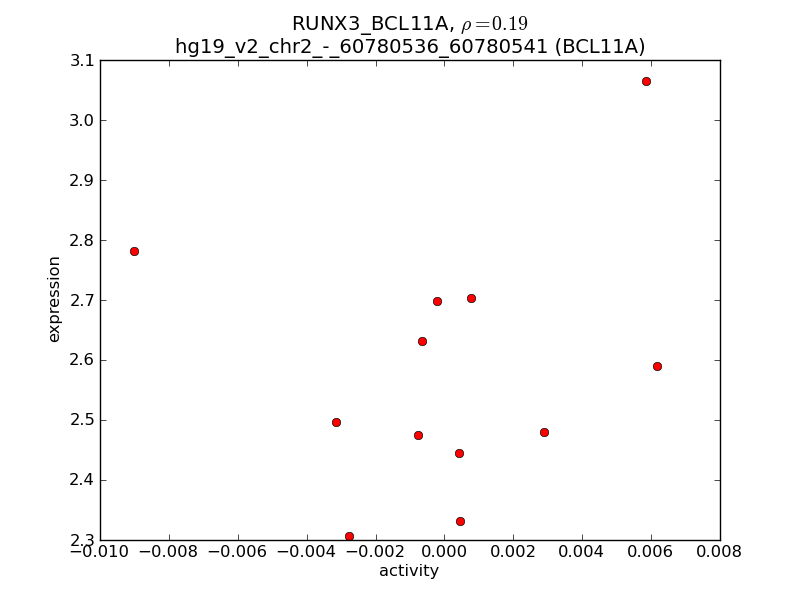 RUNX3_BCL11A, ρ = 0.19
hg19_v2_chr2_-_60780536_60780541 (BCL11A)
3.1
3.0
2.9
2.8
2.7
2.6
2.5
2.4
2.3
expression
−0.010 −0.008 −0.006 −0.004 −0.002 0.000 0.002 0.004 0.006 0.008
activity